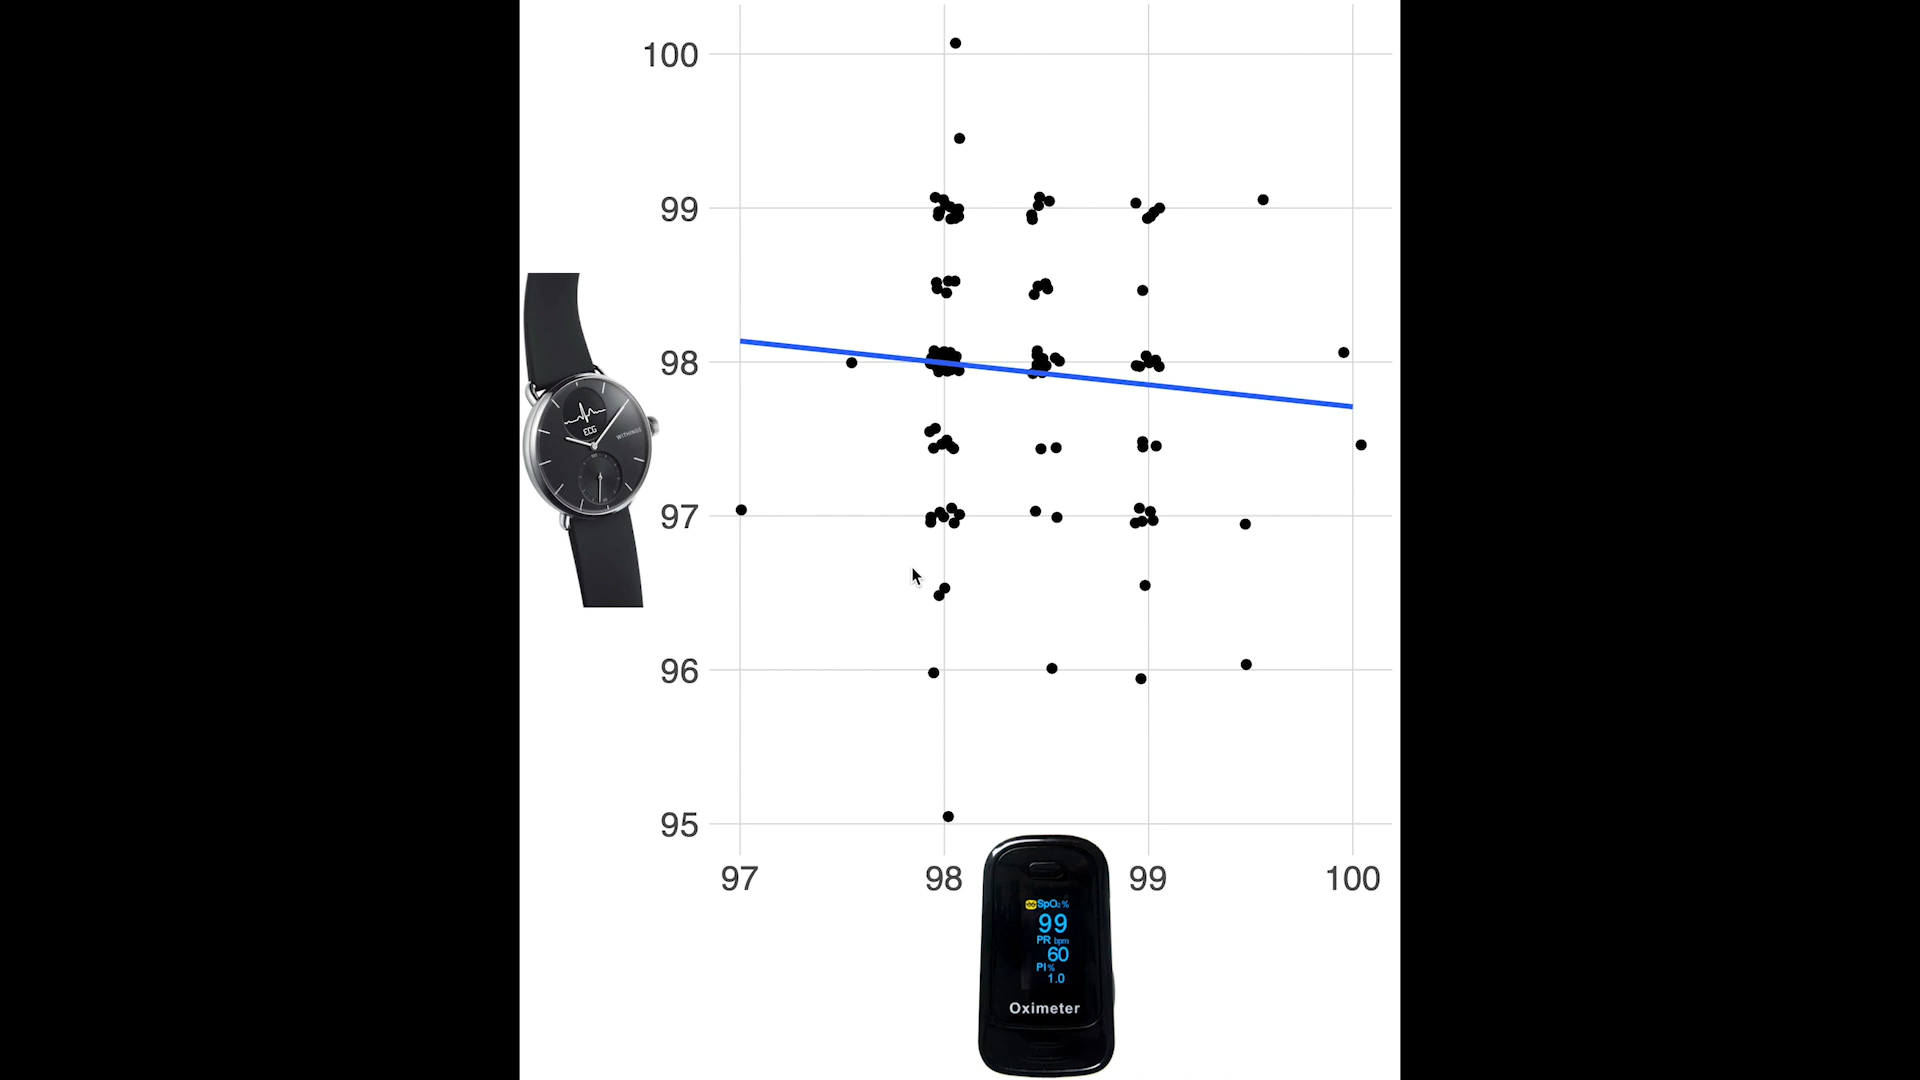 100
99
98
97
96
95
ECG
WITHINGS
97 98 99 100
SpO₂%
99
PR bpm
60
PI%
1.0
Oximeter